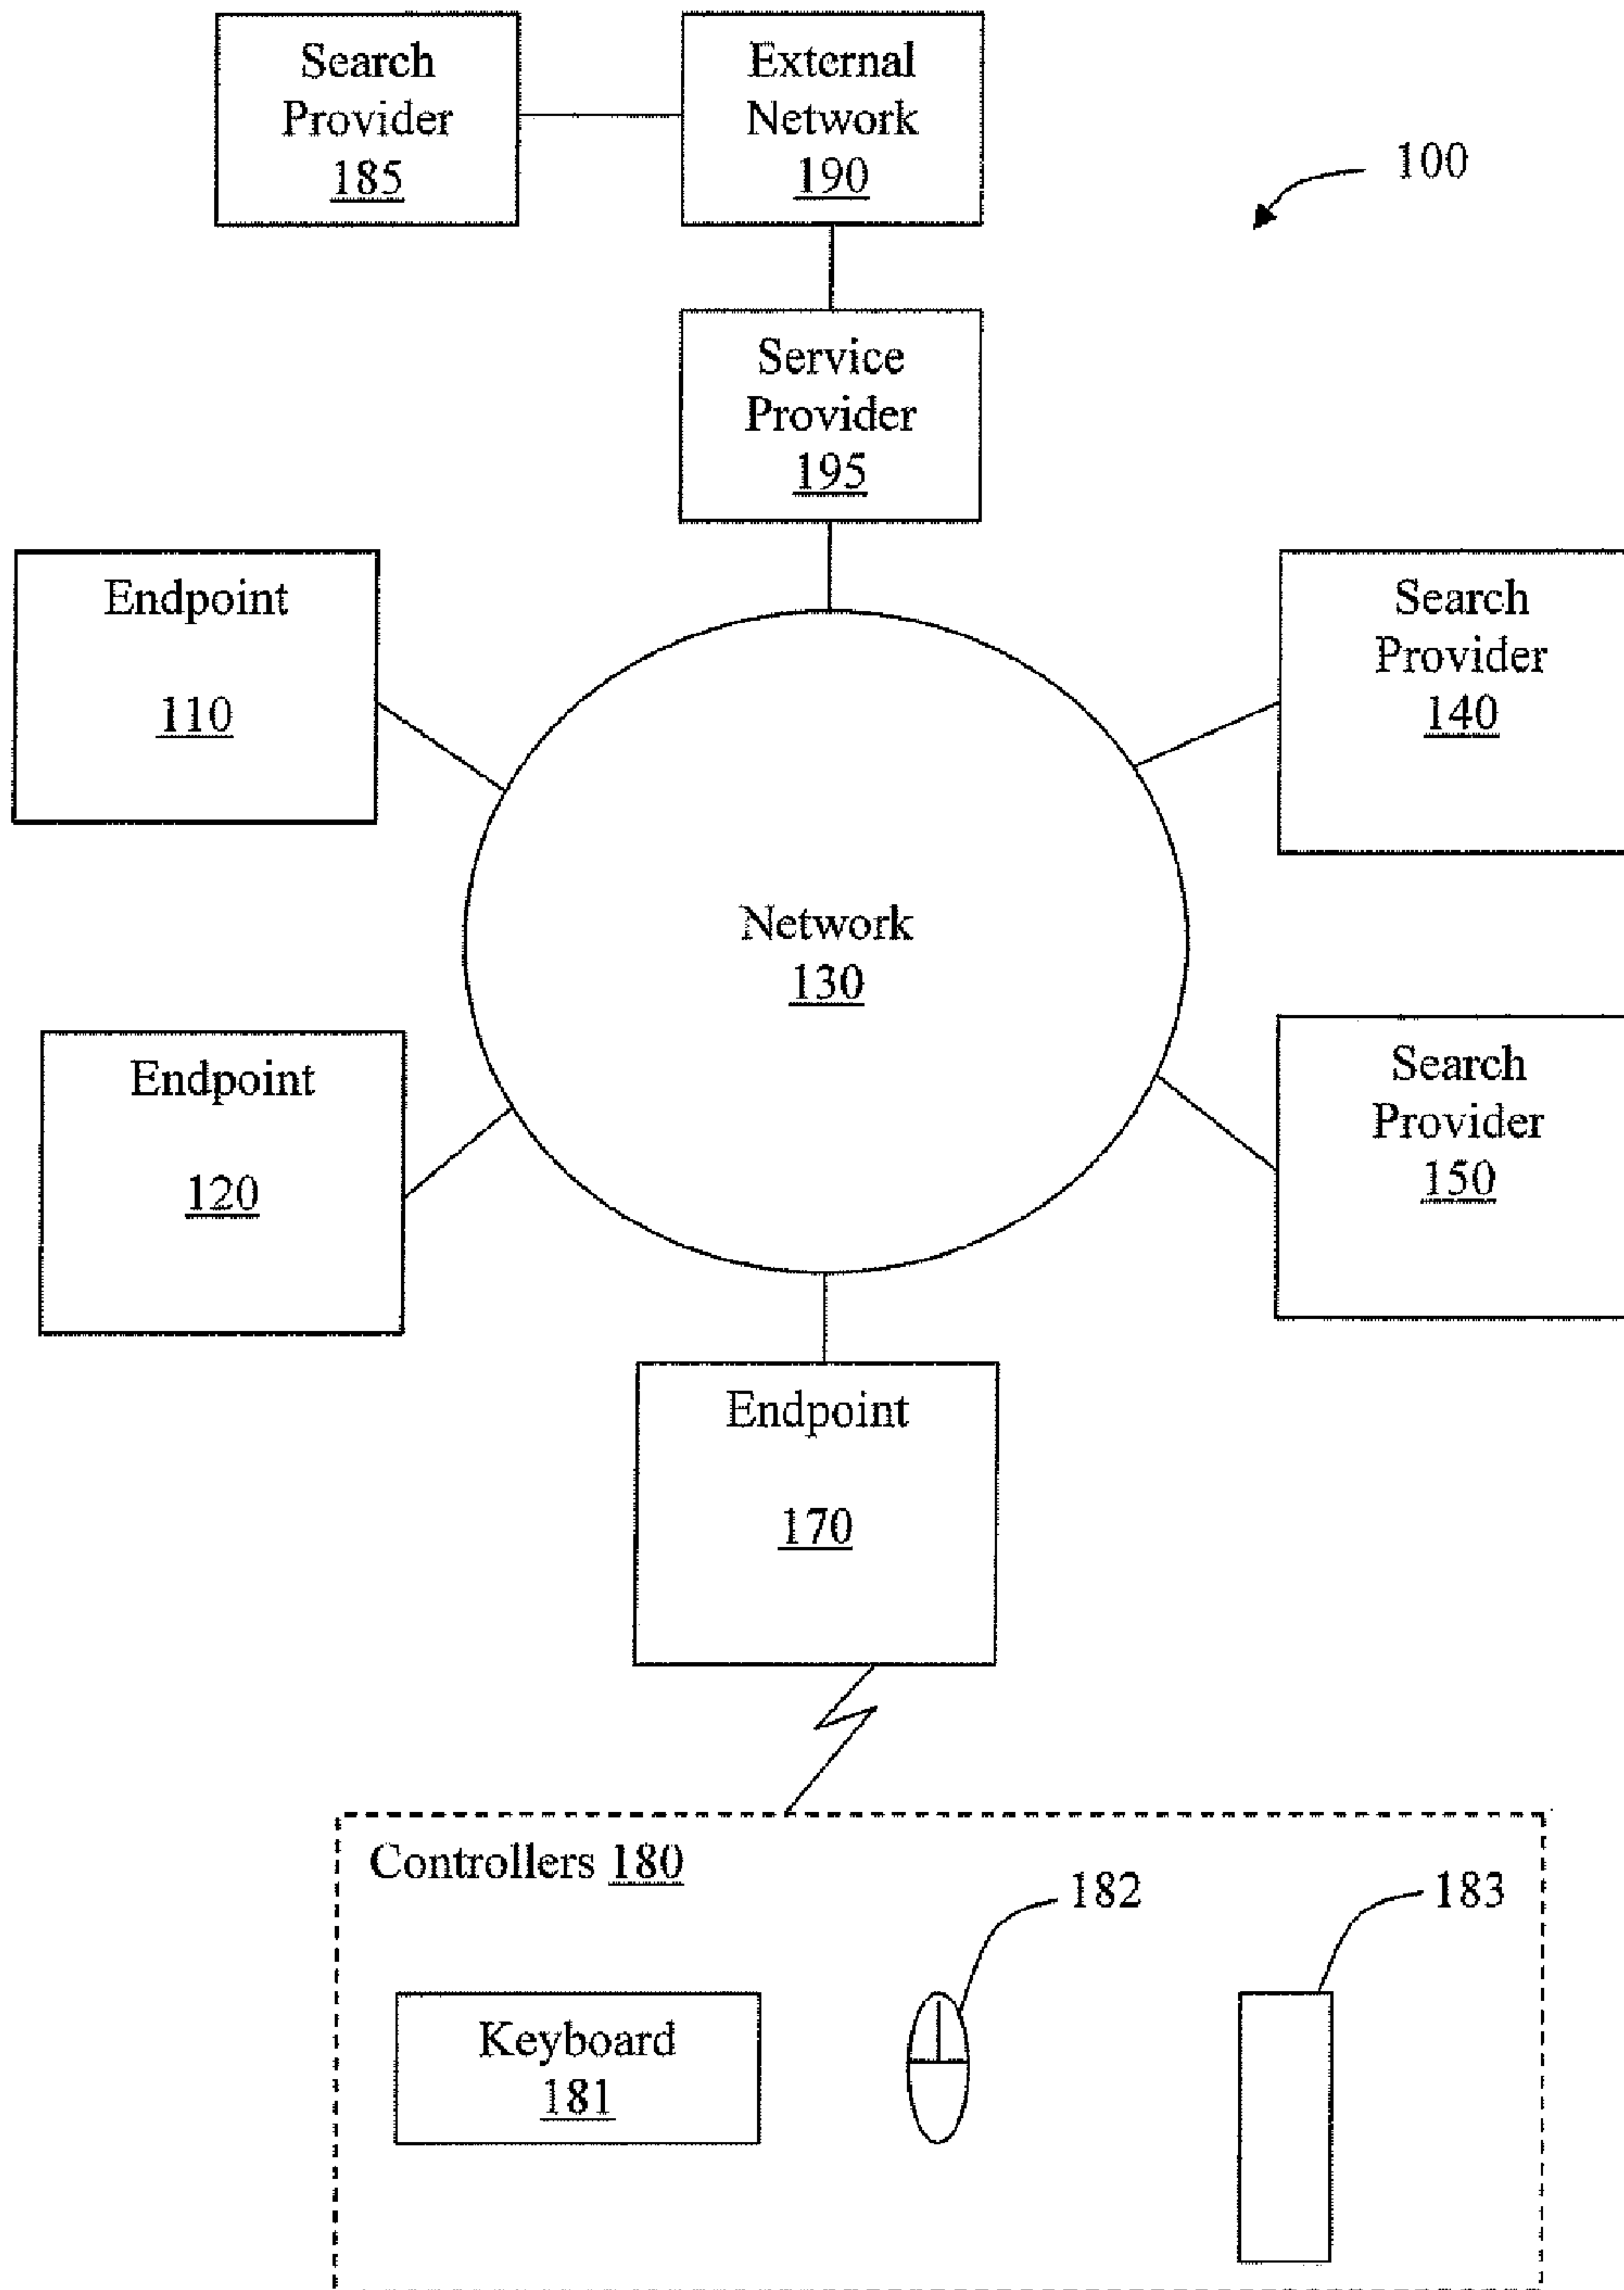 Search
Provider
185
External
Network
190
100
Service
Provider
195
Endpoint
110
Search
Provider
140
Network
130
Endpoint
120
Search
Provider
150
Endpoint
170
Controllers 180
182
183
Keyboard
181